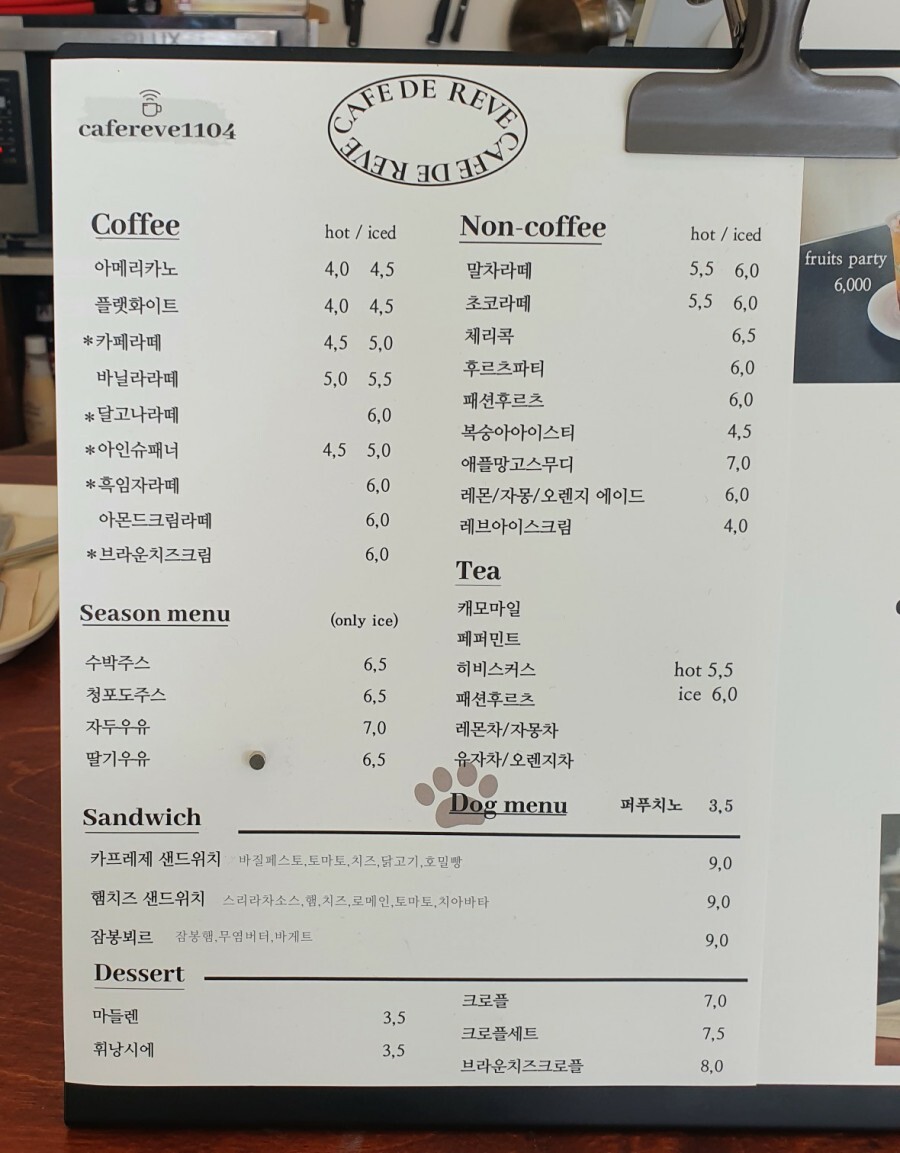 cafereve1104
CAFE DE REVE CAFE DE REVE
Coffee hot / iced
아메리카노 4,0 4,5
플랫화이트 4,0 4,5
*카페라떼 4,5 5,0
바닐라라떼 5,0 5,5
*달고나라떼 6,0
*아인슈패너 4,5 5,0
*흑임자라떼 6,0
아몬드크림라떼 6,0
*브라운치즈크림 6,0
Season menu (only ice)
수박주스 6,5
청포도주스 6,5
자두우유 7,0
딸기우유 6,5
Non-coffee hot / iced
말차라떼 5,5 6,0
초코라떼 5,5 6,0
체리콕 6,5
후르츠파티 6,0
패션후르츠 6,0
복숭아아이스티 4,5
애플망고스무디 7,0
레몬/자몽/오렌지 에이드 6,0
레브아이스크림 4,0
Tea
캐모마일
페퍼민트
히비스커스 hot 5,5
패션후르츠 ice 6,0
레몬차/자몽차
유자차/오렌지차
Dog menu 퍼푸치노 3,5
Sandwich
카프레제 샌드위치 바질페스토,토마토,치즈,닭고기,호밀빵 9,0
햄치즈 샌드위치 스리라차소스,햄,치즈,로메인,토마토,치아바타 9,0
잠봉뵈르 잠봉햄,무염버터,바게트 9,0
Dessert
마들렌 3,5
휘낭시에 3,5
크로플 7,0
크로플세트 7,5
브라운치즈크로플 8,0
fruits party
6,000